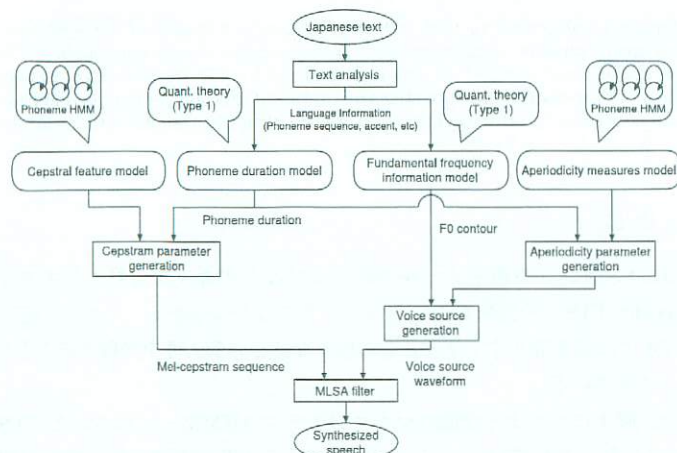 Japanese text
Text analysis
Phoneme HMM
Quant. theory
(Type 1)
Language Information
(Phoneme sequence, accent, etc)
Quant. theory
(Type 1)
Phoneme HMM
Cepstral feature model
Phoneme duration model
Fundamental frequency
information model
Aperiodicity measures model
Phoneme duration
F0 contour
Cepstram parameter
generation
Aperiodicity parameter
generation
Voice source
generation
Mel-cepstram sequence
Voice source
waveform
MLSA filter
Synthesized
speech